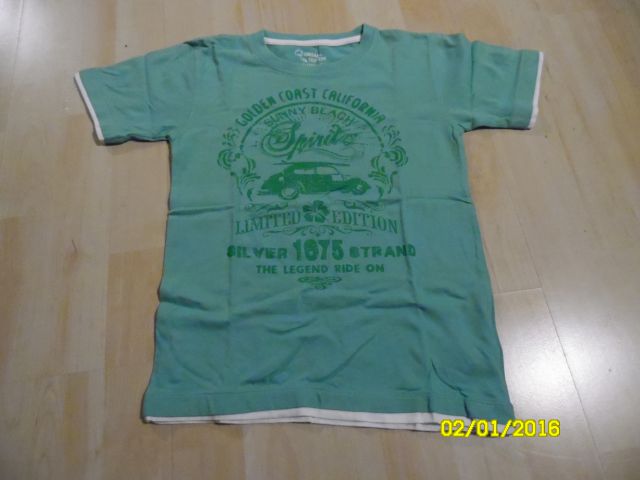 GOLDEN COAST CALIFORNIA
SUNNY BEACH
Spirits
LIMITED EDITION
SILVER 1675 STRAND
THE LEGEND RIDE ON
02/01/2016